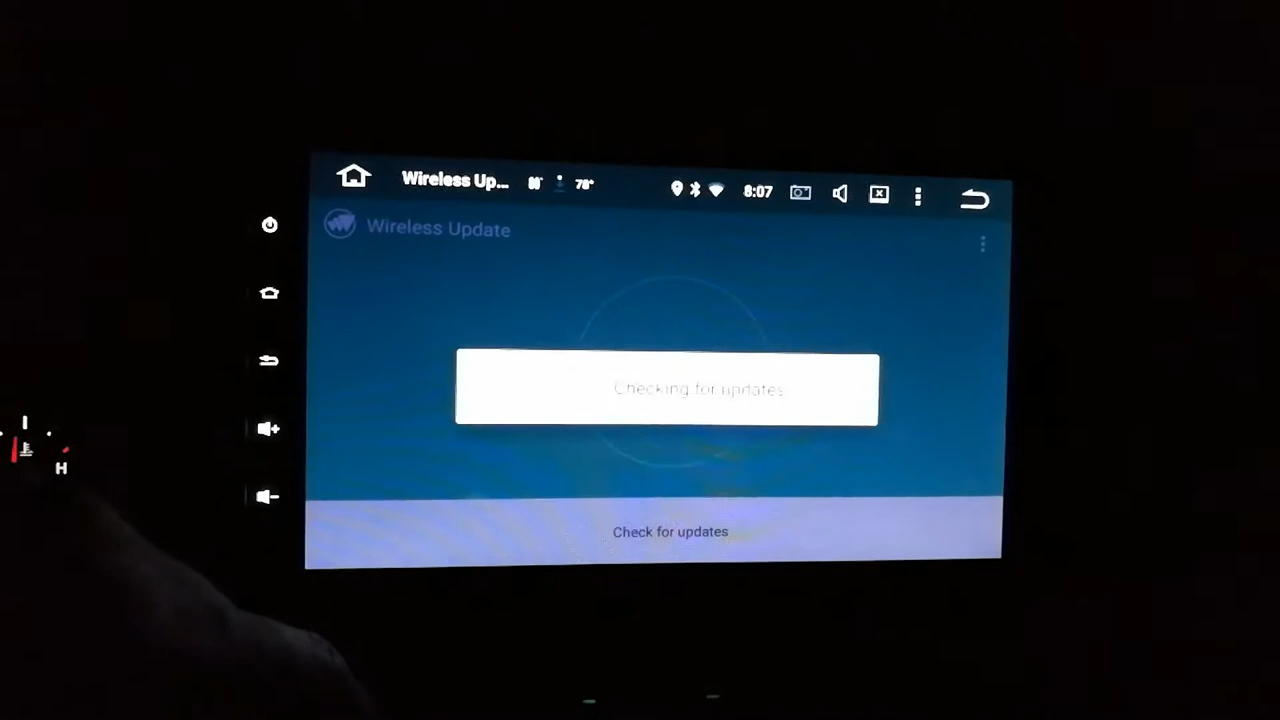 Wireless Up... 78° 8:07
Wireless Update
Checking for updates
Check for updates
H